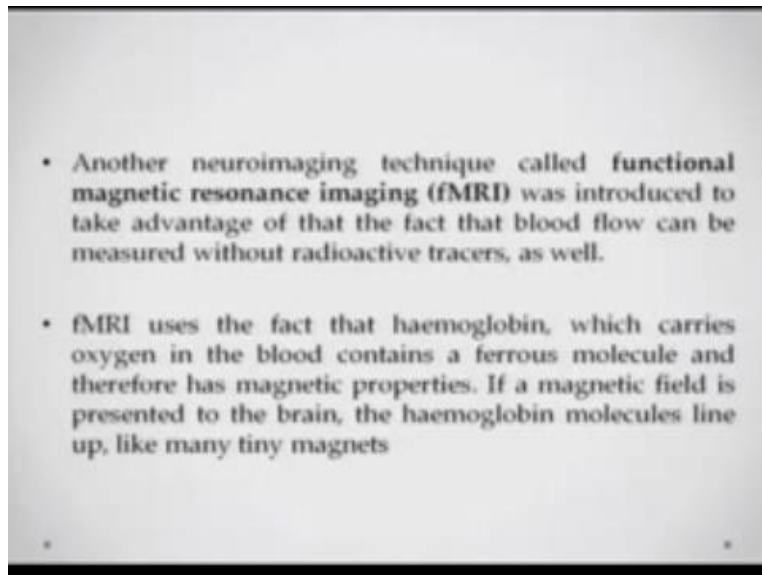 • Another neuroimaging technique called functional
magnetic resonance imaging (fMRI) was introduced to
take advantage of that the fact that blood flow can be
measured without radioactive tracers, as well.
• fMRI uses the fact that haemoglobin, which carries
oxygen in the blood contains a ferrous molecule and
therefore has magnetic properties. If a magnetic field is
presented to the brain, the haemoglobin molecules line
up, like many tiny magnets